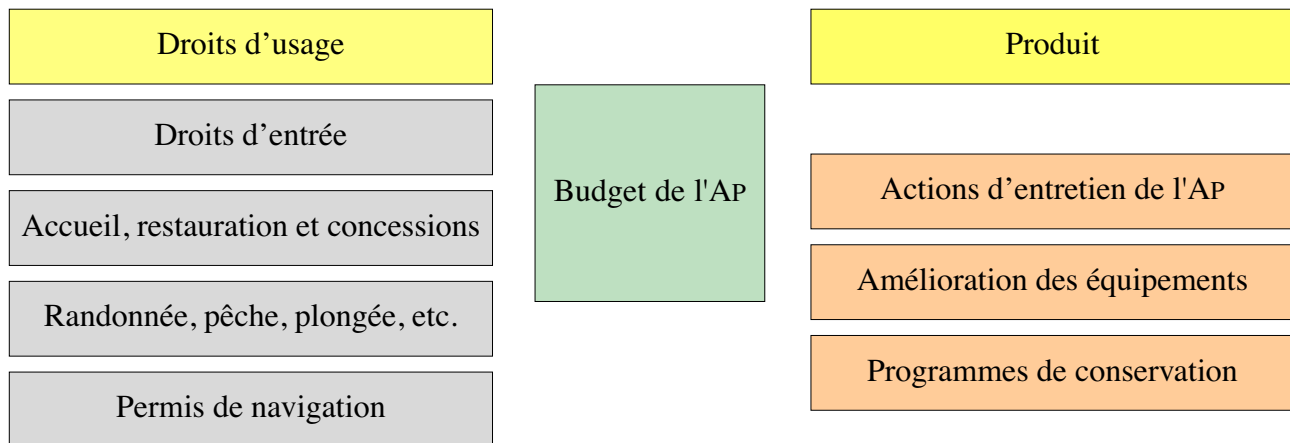 Droits d’usage
Droits d’entrée
Accueil, restauration et concessions
Randonnée, pêche, plongée, etc.
Permis de navigation
Budget de l'AP
Produit
Actions d’entretien de l'AP
Amélioration des équipements
Programmes de conservation